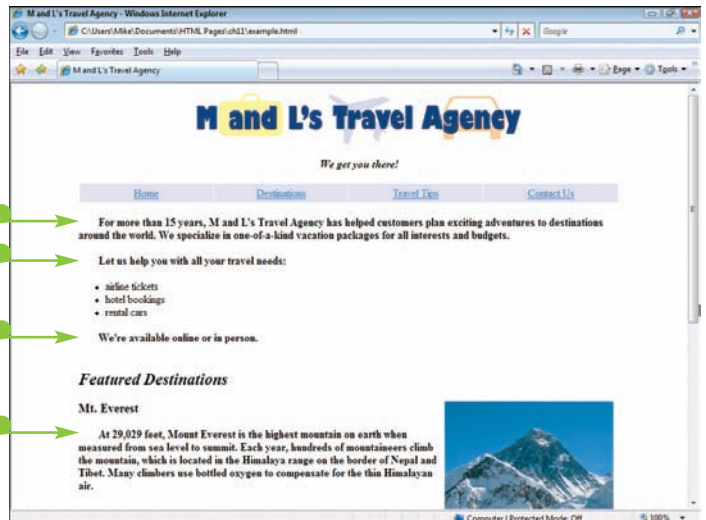 M and L's Travel Agency - Windows Internet Explorer
C:\Users\Mike\Documents\HTML Pages\ch11\example.html
Google
File Edit View Favorites Tools Help
M and L's Travel Agency
Page Tools
M and L's Travel Agency
We get you there!
Home Destinations Travel Tips Contact Us
For more than 15 years, M and L's Travel Agency has helped customers plan exciting adventures to destinations
around the world. We specialize in one-of-a-kind vacation packages for all interests and budgets.
Let us help you with all your travel needs:
• airline tickets
• hotel bookings
• rental cars
We're available online or in person.
Featured Destinations
Mt. Everest
At 29,029 feet, Mount Everest is the highest mountain on earth when
measured from sea level to summit. Each year, hundreds of mountaineers climb
the mountain, which is located in the Himalaya range on the border of Nepal and
Tibet. Many climbers use bottled oxygen to compensate for the thin Himalayan
air.
Computer | Protected Mode: Off 100%